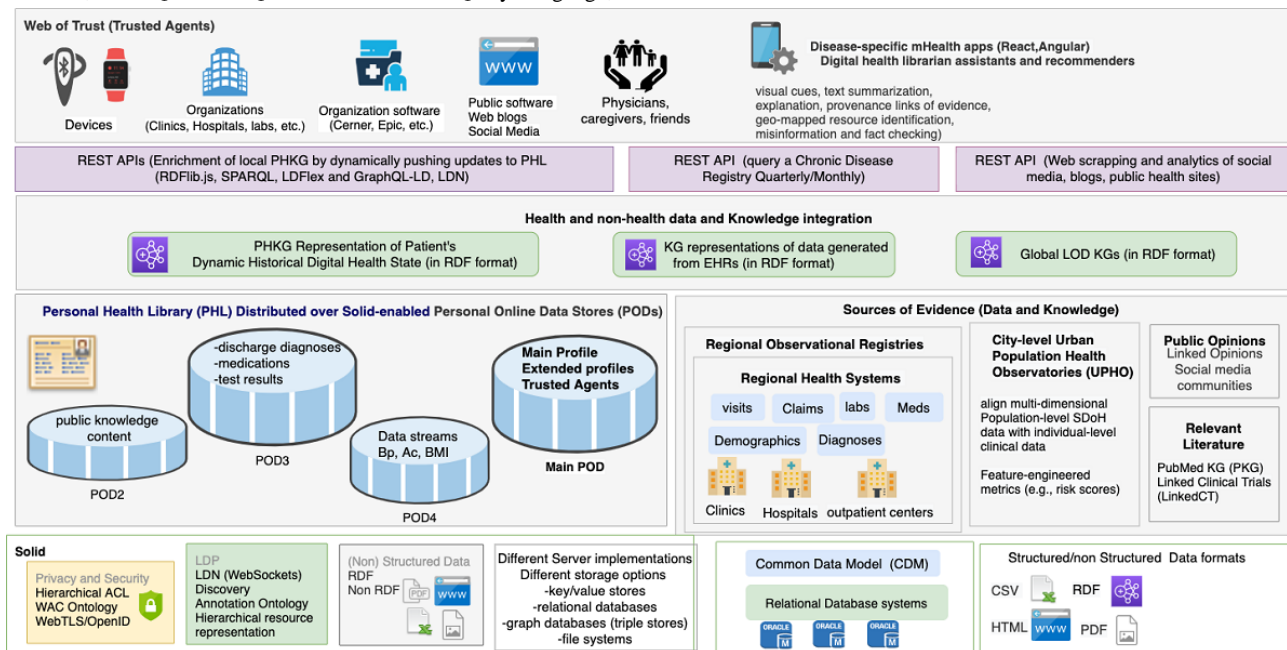 Web of Trust (Trusted Agents)
Devices
Organizations
(Clinics, Hospitals, labs, etc.)
Organization software
(Cerner, Epic, etc.)
WWW
Public software
Web blogs
Social Media
Physicians,
caregivers, friends
Disease-specific mHealth apps (React,Angular)
Digital health librarian assistants and recommenders
visual cues, text summarization,
explanation, provenance links of evidence,
geo-mapped resource identification,
misinformation and fact checking)
REST APIs (Enrichment of local PHKG by dynamically pushing updates to PHL
(RDFlib.js, SPARQL, LDFlex and GraphQL-LD, LDN)
REST API (query a Chronic Disease
Registry Quarterly/Monthly)
REST API (Web scrapping and analytics of social
media, blogs, public health sites)
Health and non-health data and Knowledge integration
PHKG Representation of Patient's
Dynamic Historical Digital Health State (in RDF format)
KG representations of data generated
from EHRs (in RDF format)
Global LOD KGs (in RDF format)
Personal Health Library (PHL) Distributed over Solid-enabled Personal Online Data Stores (PODs)
public knowledge
content
POD2
-discharge diagnoses
-medications
-test results
POD3
Data streams
Bp, Ac, BMI
POD4
Main Profile
Extended profiles
Trusted Agents
Main POD
Sources of Evidence (Data and Knowledge)
Regional Observational Registries
Regional Health Systems
visits
Claims
labs
Meds
Demographics
Diagnoses
Clinics
Hospitals
outpatient centers
City-level Urban
Population Health
Observatories (UPHO)
align multi-dimensional
Population-level SDoH
data with individual-level
clinical data
Feature-engineered
metrics (e.g., risk scores)
Public Opinions
Linked Opinions
Social media
communities
Relevant
Literature
PubMed KG (PKG)
Linked Clinical Trials
(LinkedCT)
Solid
Privacy and Security
Hierarchical ACL
WAC Ontology
WebTLS/OpenID
LDP
LDN (WebSockets)
Discovery
Annotation Ontology
Hierarchical resource
representation
(Non) Structured Data
RDF
Non RDF
PDF
WWW
Different Server implementations
Different storage options
-key/value stores
-relational databases
-graph databases (triple stores)
-file systems
Common Data Model (CDM)
Relational Database systems
ORACLE
M
ORACLE
M
ORACLE
M
Structured/non Structured Data formats
CSV
RDF
HTML
WWW
PDF